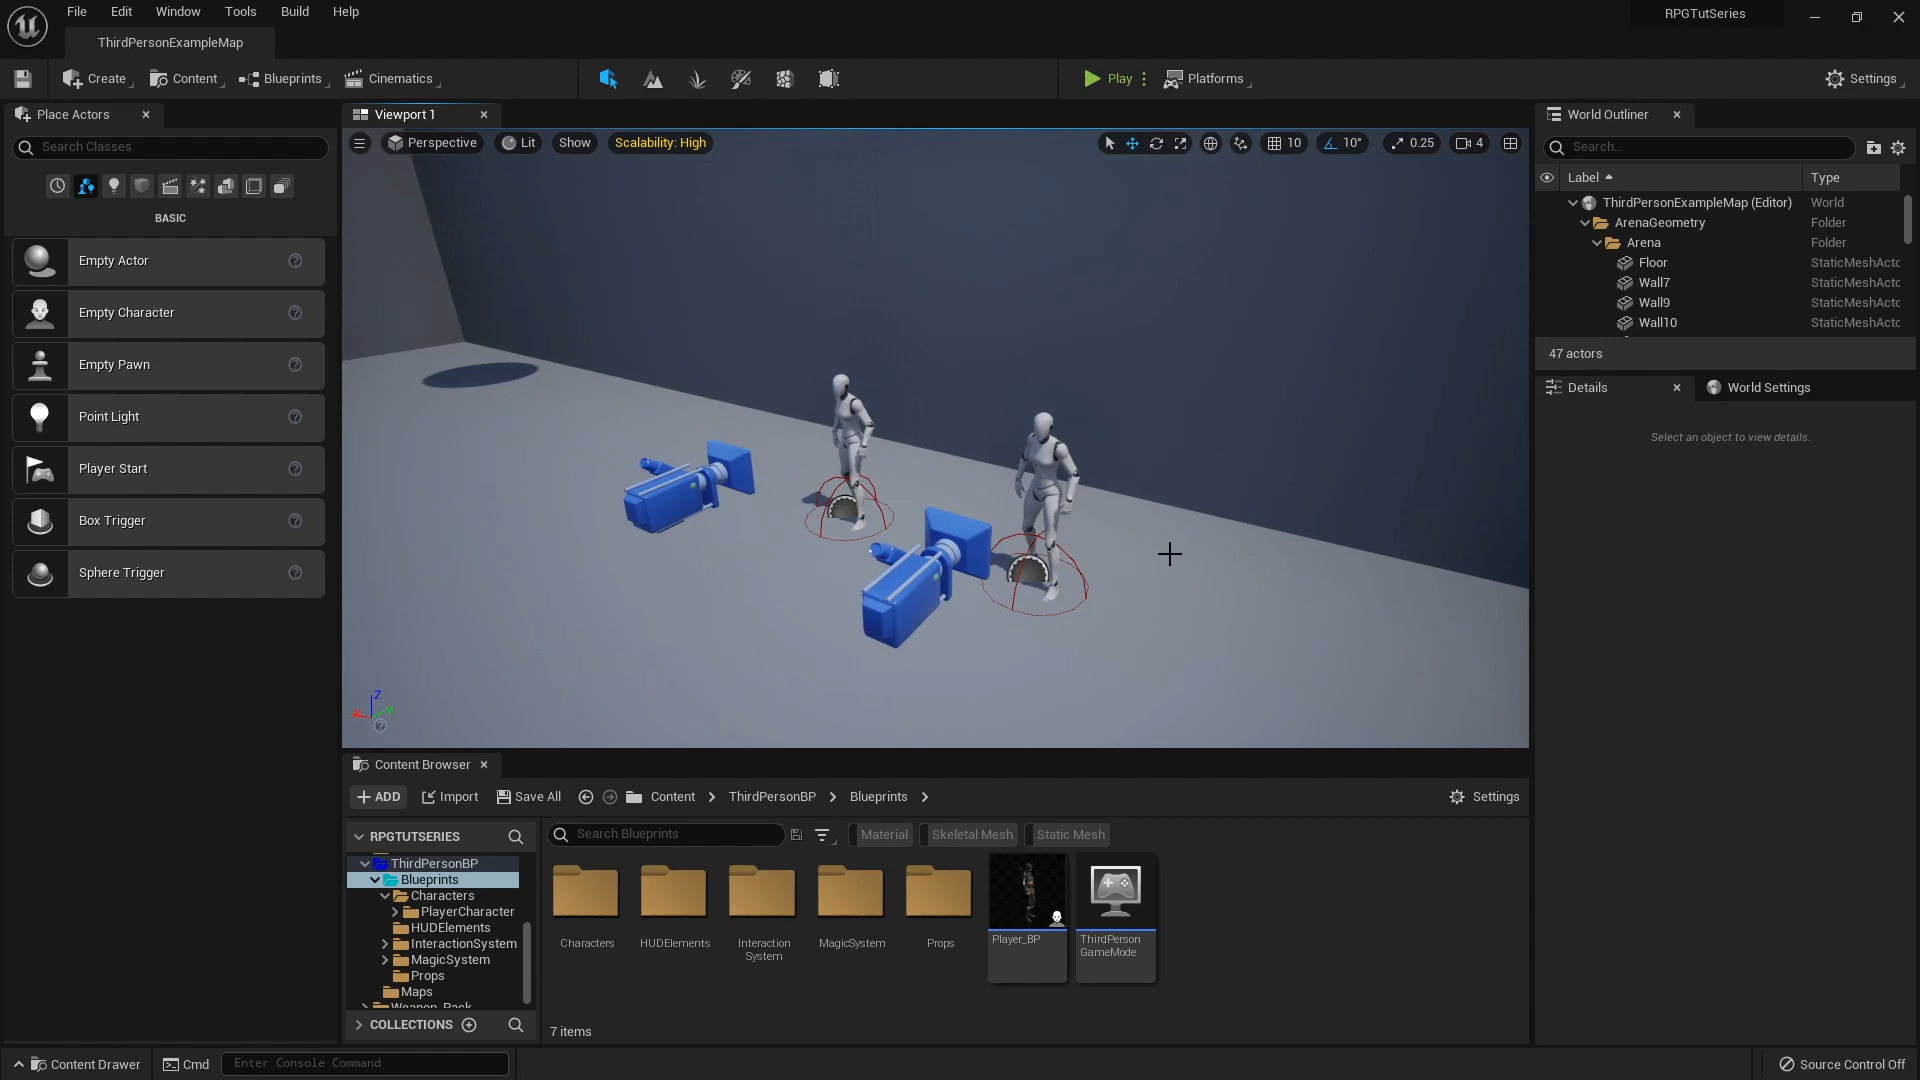 File Edit Window Tools Build Help
RPGTutSeries
ThirdPersonExampleMap
Create Content Blueprints Cinematics Play Platforms Settings
Place Actors
Search Classes
BASIC
Empty Actor
Empty Character
Empty Pawn
Point Light
Player Start
Box Trigger
Sphere Trigger
Viewport 1
Perspective Lit Show Scalability: High 10 10° 0.25 4
X Y Z
World Outliner
Search...
Label Type
ThirdPersonExampleMap (Editor) World
ArenaGeometry Folder
Arena Folder
Floor StaticMeshActo
Wall7 StaticMeshActo
Wall9 StaticMeshActo
Wall10 StaticMeshActo
47 actors
Details World Settings
Select an object to view details.
Content Browser
ADD Import Save All Content ThirdPersonBP Blueprints Settings
RPGTUTSERIES
ThirdPersonBP
Blueprints
Characters
PlayerCharacter
HUDElements
InteractionSystem
MagicSystem
Props
Maps
Weapon_Pack
COLLECTIONS
Search Blueprints Material Skeletal Mesh Static Mesh
Characters
HUDElements
Interaction
System
MagicSystem
Props
Player_BP
ThirdPerson
GameMode
7 items
Content Drawer Cmd Enter Console Command Source Control Off